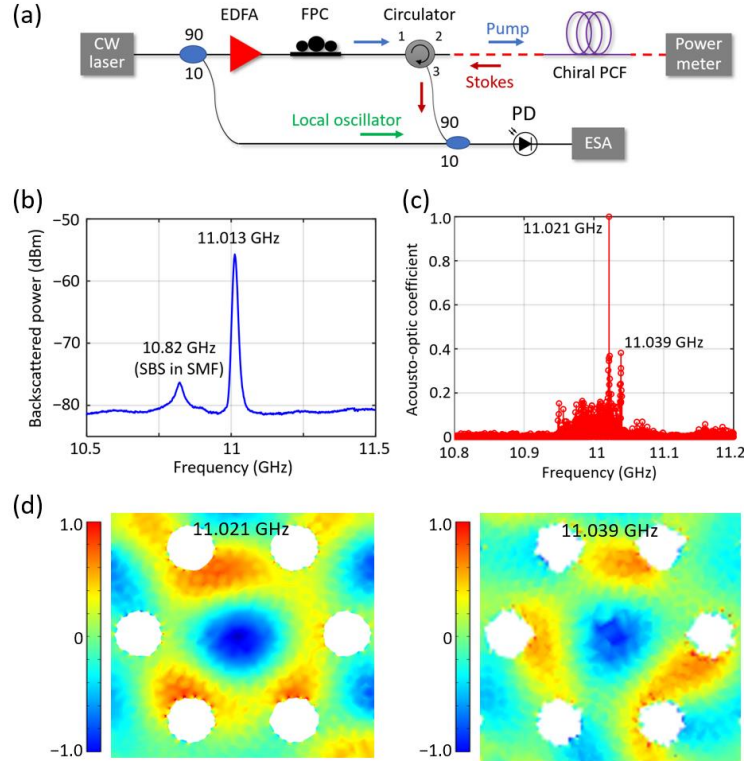 (a)
EDFA
FPC
Circulator
CW
laser
90
10
1
2
3
Pump
Stokes
Chiral PCF
Power
meter
Local oscillator
90
10
PD
ESA
(b)
Backscattered power (dBm)
−50
−60
−70
−80
11.013 GHz
10.82 GHz
(SBS in SMF)
10.5
11
11.5
Frequency (GHz)
(c)
Acousto-optic coefficient
1.0
0.8
0.6
0.4
0.2
0
11.021 GHz
11.039 GHz
10.8
10.9
11
11.1
11.2
Frequency (GHz)
(d)
1.0
0
−1.0
11.021 GHz
1.0
0
−1.0
11.039 GHz